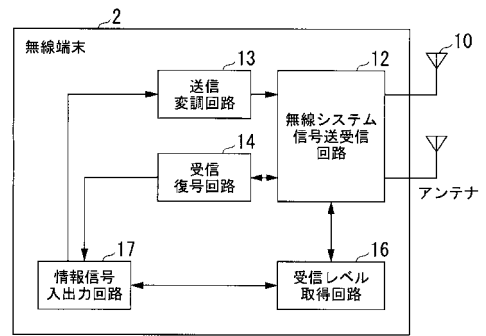 2
無線端末
10
13
送信
変調回路
12
無線システム
信号送受信
回路
14
受信
復号回路
アンテナ
17
情報信号
入出力回路
16
受信レベル
取得回路